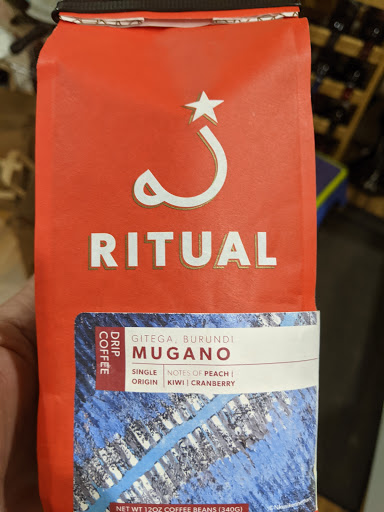 RITUAL
DRIP
COFFEE
GITEGA, BURUNDI
MUGANO
SINGLE
ORIGIN
NOTES OF PEACH |
KIWI | CRANBERRY
NET WT 12OZ COFFEE BEANS (340G)